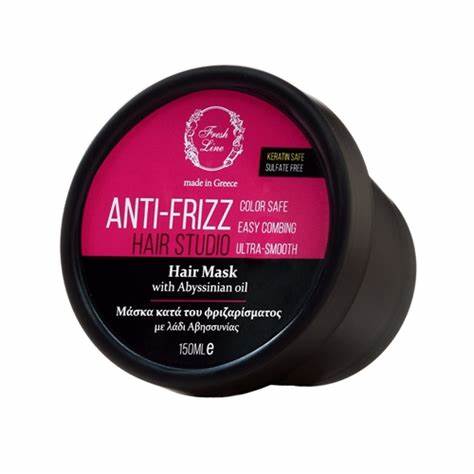 Fresh
Line
made in Greece
KERATIN SAFE
SULFATE FREE
ANTI-FRIZZ
HAIR STUDIO
COLOR SAFE
EASY COMBING
ULTRA-SMOOTH
Hair Mask
with Abyssinian oil
Μάσκα κατά του φριζαρίσματος
με λάδι Αβησσυνίας
150ML℮